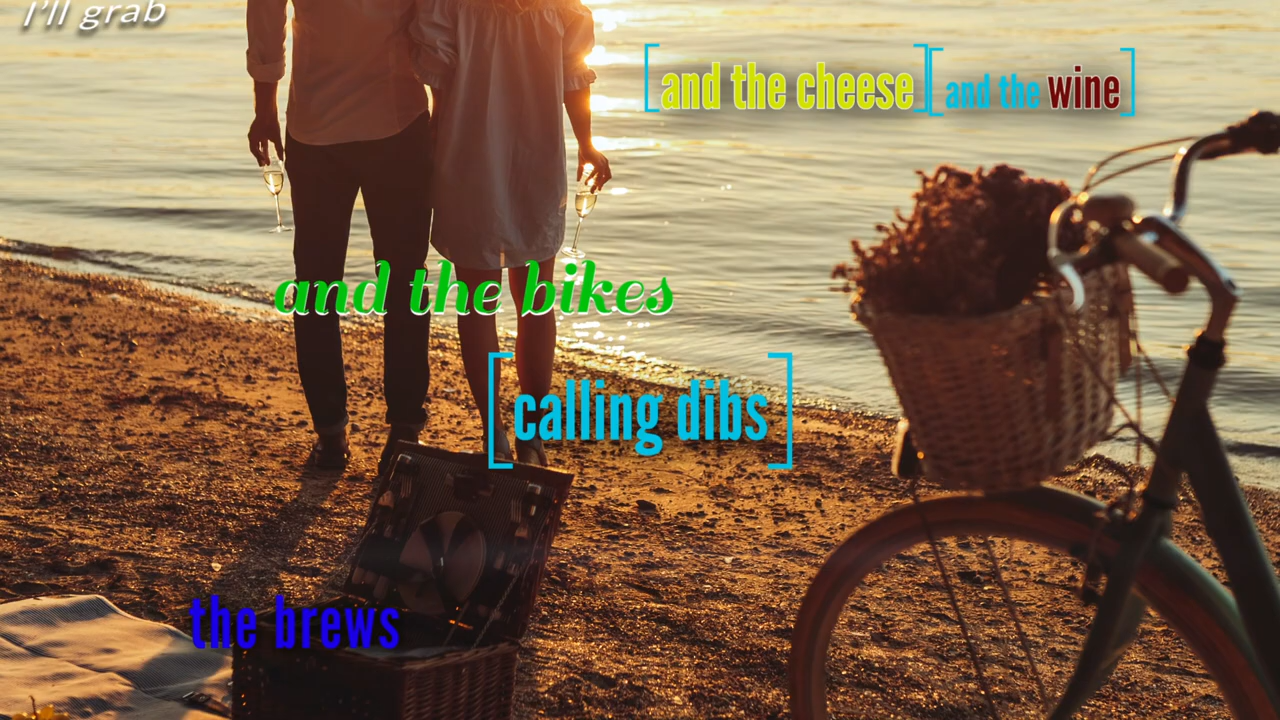 I'll grab
[and the cheese][and the wine]
and the bikes
[calling dibs]
the brews